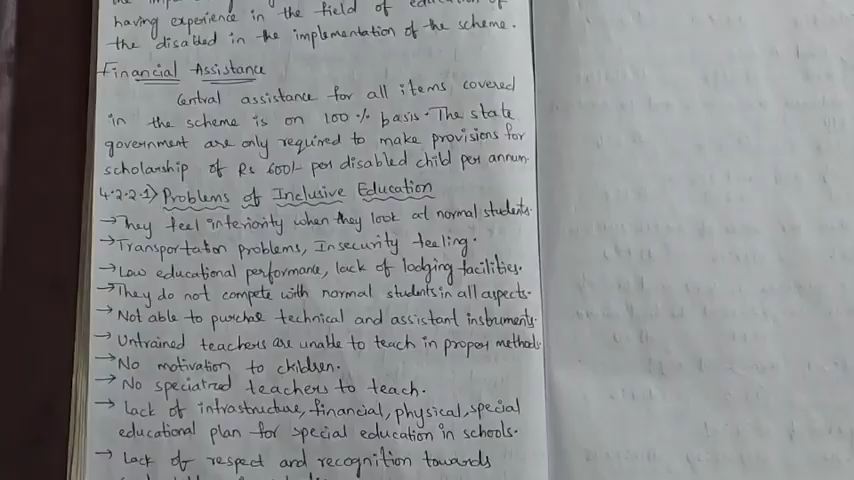 having experience in the field of education of
the disabled in the implementation of the scheme.
Financial Assistance
Central assistance for all items covered
in the scheme is on 100% basis. The state
government are only required to make provisions for
scholarship of Rs 600/- per disabled child per annum.
4.2.2.1) Problems of Inclusive Education
→ They feel inferiority when they look at normal students.
→ Transportation problems, Insecurity feeling.
→ Low educational performance, lack of lodging facilities.
→ They do not compete with normal students in all aspects.
→ Not able to purchase technical and assistant instruments.
→ Untrained teachers are unable to teach in proper methods.
→ No motivation to children.
→ No specialized teachers to teach.
→ Lack of infrastructure, financial, physical, special
educational plan for special education in schools.
→ Lack of respect and recognition towards